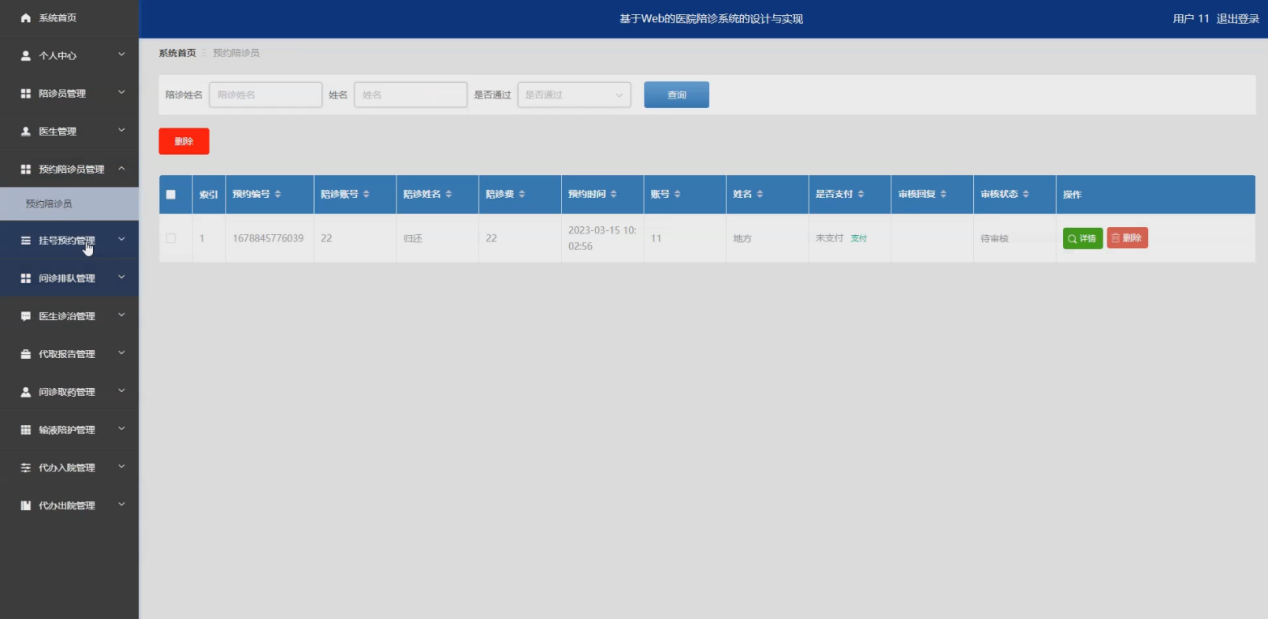 系统首页
基于Web的医院陪诊系统的设计与实现
用户 11 退出登录
个人中心
陪诊员管理
医生管理
预约陪诊员管理
预约陪诊员
挂号预约管理
问诊排队管理
医生诊治管理
代取报告管理
问诊取药管理
输液陪护管理
代办入院管理
代办出院管理
系统首页 预约陪诊员
陪诊姓名 陪诊姓名 姓名 姓名 是否通过 是否通过 查询
删除
索引 预约编号 陪诊账号 陪诊姓名 陪诊费 预约时间 账号 姓名 是否支付 审核回复 审核状态 操作
1 1678845776039 22 归还 22 2023-03-15 10: 11 地方 未支付 支付 待审核 详情 删除
02:56